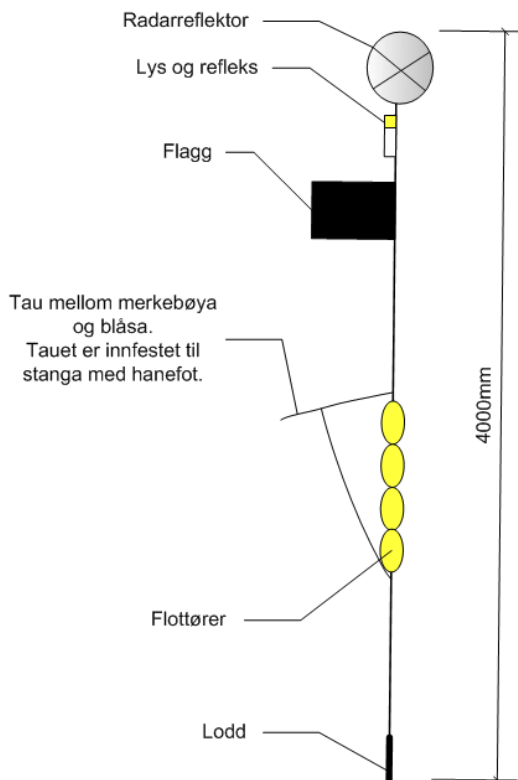 Radarreflektor
Lys og refleks
Flagg
Tau mellom merkebøya
og blåsa.
Tauet er innfestet til
stanga med hanefot.
4000mm
Flottører
Lodd